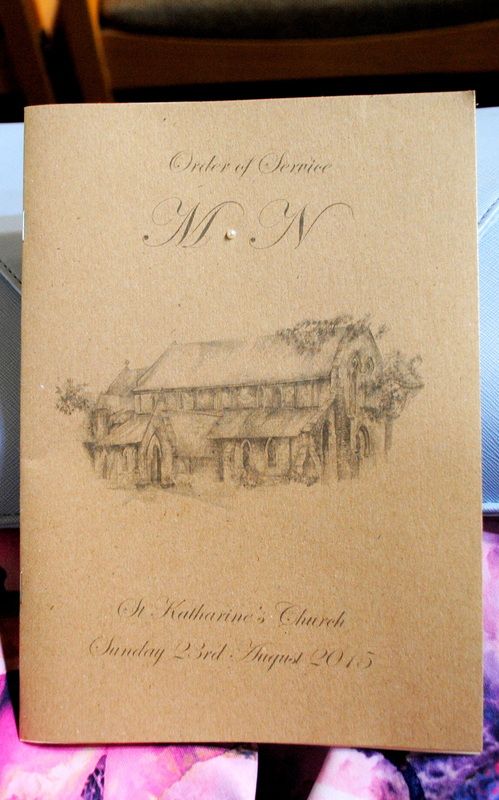 Order of Service
M . N
St Katharine's Church
Sunday 23rd August 2015